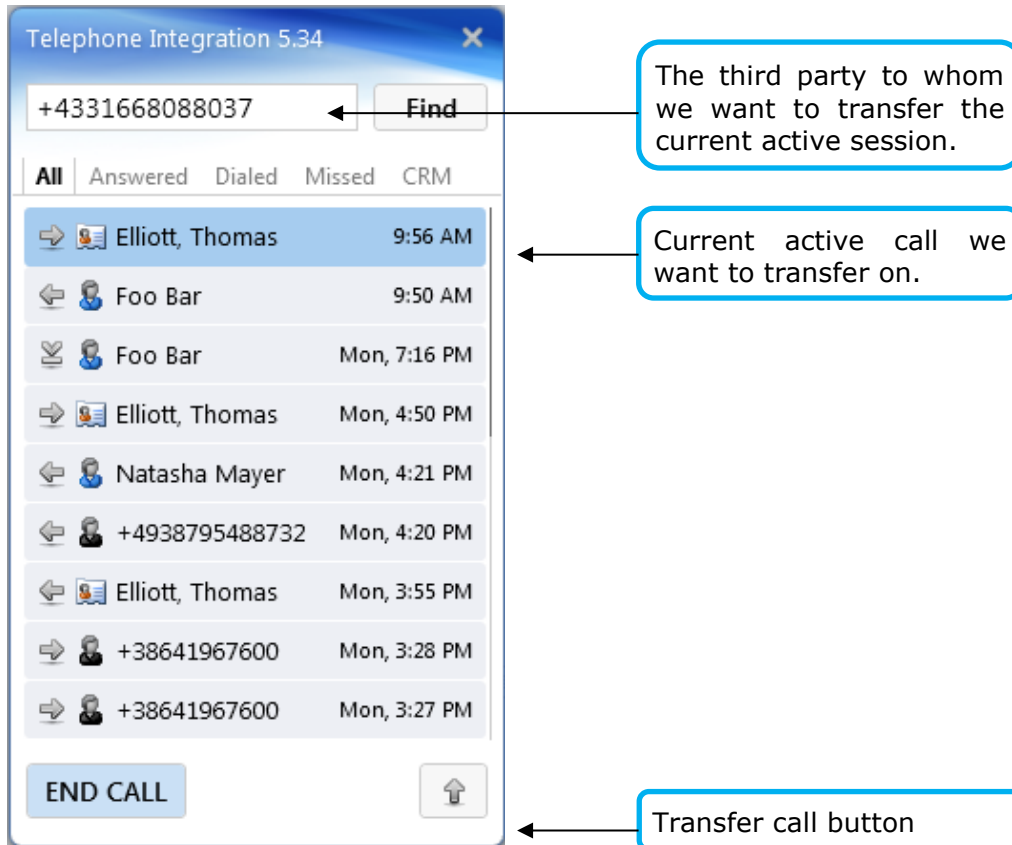 Telephone Integration 5.34
+4331668088037 Find
The third party to whom
we want to transfer the
current active session.
All Answered Dialed Missed CRM
Elliott, Thomas 9:56 AM
Current active call we
want to transfer on.
Foo Bar 9:50 AM
Foo Bar Mon, 7:16 PM
Elliott, Thomas Mon, 4:50 PM
Natasha Mayer Mon, 4:21 PM
+4938795488732 Mon, 4:20 PM
Elliott, Thomas Mon, 3:55 PM
+38641967600 Mon, 3:28 PM
+38641967600 Mon, 3:27 PM
END CALL
Transfer call button